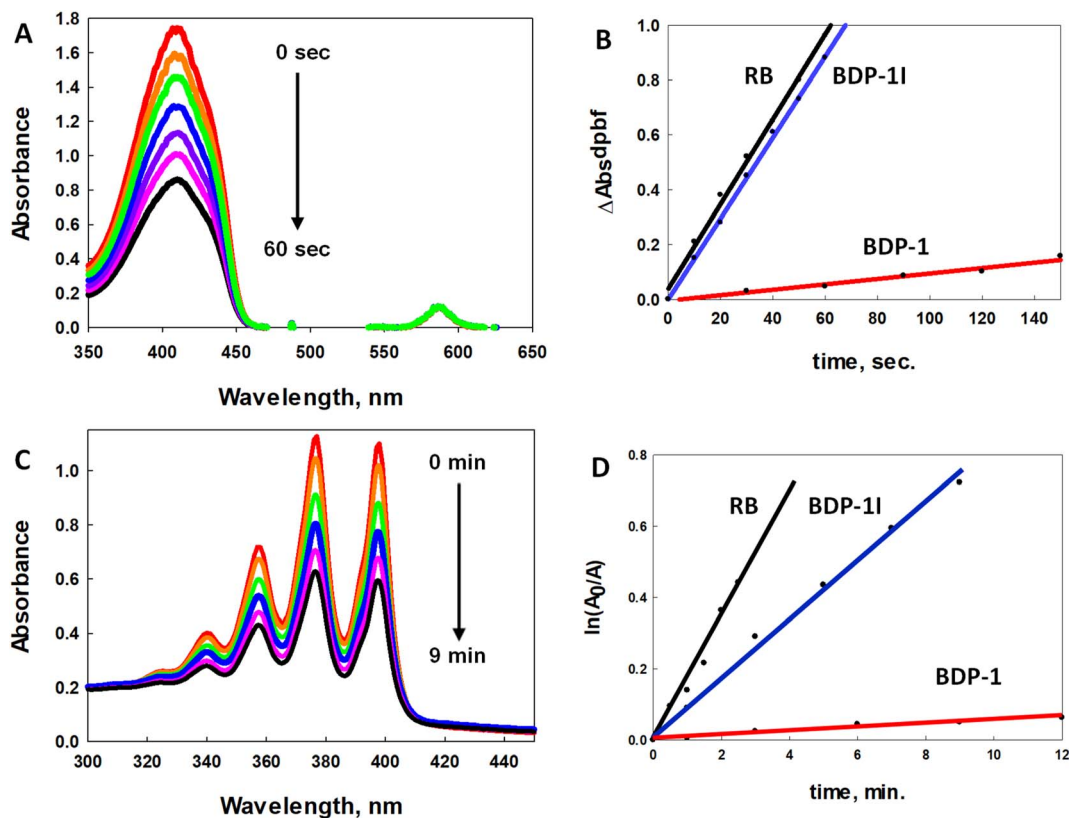 A
0 sec
60 sec
Absorbance
1.8
1.6
1.4
1.2
1.0
0.8
0.6
0.4
0.2
0.0
350 400 450 500 550 600 650
Wavelength, nm
B
RB
BDP-1I
BDP-1
ΔAbsdpbf
1.0
0.8
0.6
0.4
0.2
0.0
0 20 40 60 80 100 120 140
time, sec.
C
0 min
9 min
Absorbance
1.0
0.8
0.6
0.4
0.2
0.0
300 320 340 360 380 400 420 440
Wavelength, nm
D
RB
BDP-1I
BDP-1
ln(A0/A)
0.8
0.6
0.4
0.2
0.0
0 2 4 6 8 10 12
time, min.